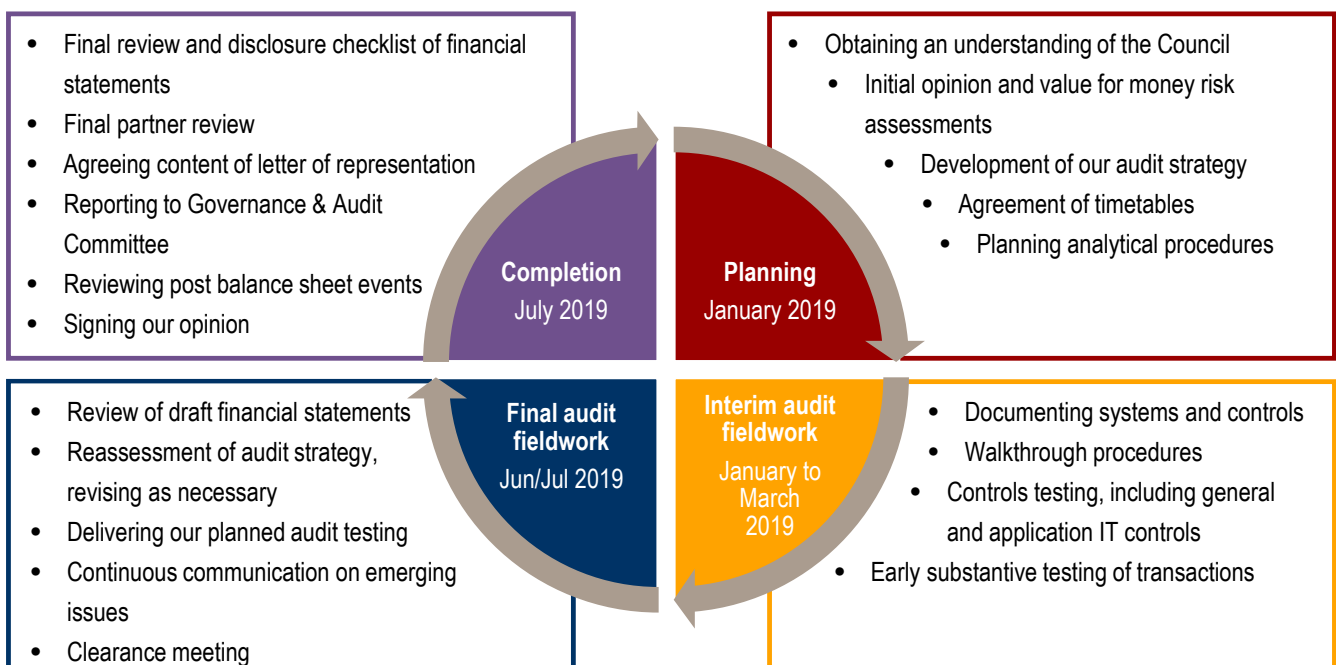 • Final review and disclosure checklist of financial
statements
• Final partner review
• Agreeing content of letter of representation
• Reporting to Governance & Audit
Committee
• Reviewing post balance sheet events
• Signing our opinion
Completion
July 2019
• Obtaining an understanding of the Council
• Initial opinion and value for money risk
assessments
• Development of our audit strategy
• Agreement of timetables
• Planning analytical procedures
Planning
January 2019
• Review of draft financial statements
• Reassessment of audit strategy,
revising as necessary
• Delivering our planned audit testing
• Continuous communication on emerging
issues
• Clearance meeting
Final audit
fieldwork
Jun/Jul 2019
Interim audit
fieldwork
January to
March
2019
• Documenting systems and controls
• Walkthrough procedures
• Controls testing, including general
and application IT controls
• Early substantive testing of transactions